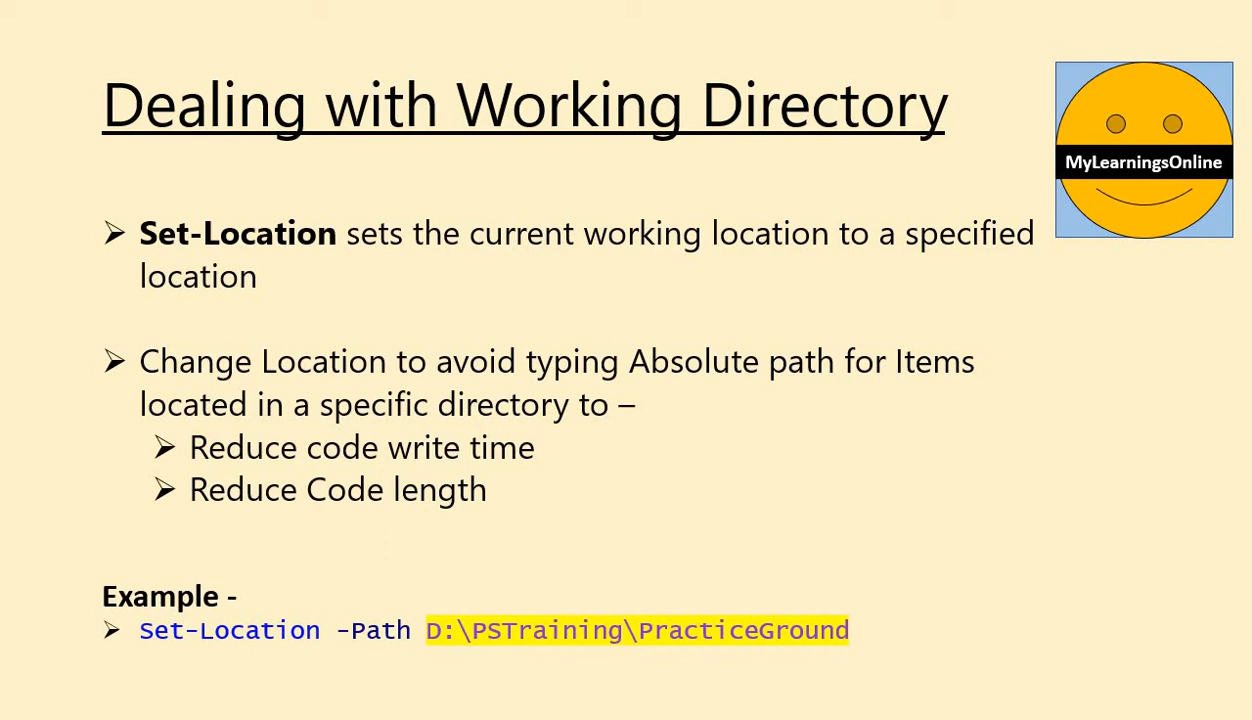 Dealing with Working Directory
MyLearningsOnline
➢ Set-Location sets the current working location to a specified
location
➢ Change Location to avoid typing Absolute path for Items
located in a specific directory to –
➢ Reduce code write time
➢ Reduce Code length
Example -
➢ Set-Location -Path D:\PSTraining\PracticeGround